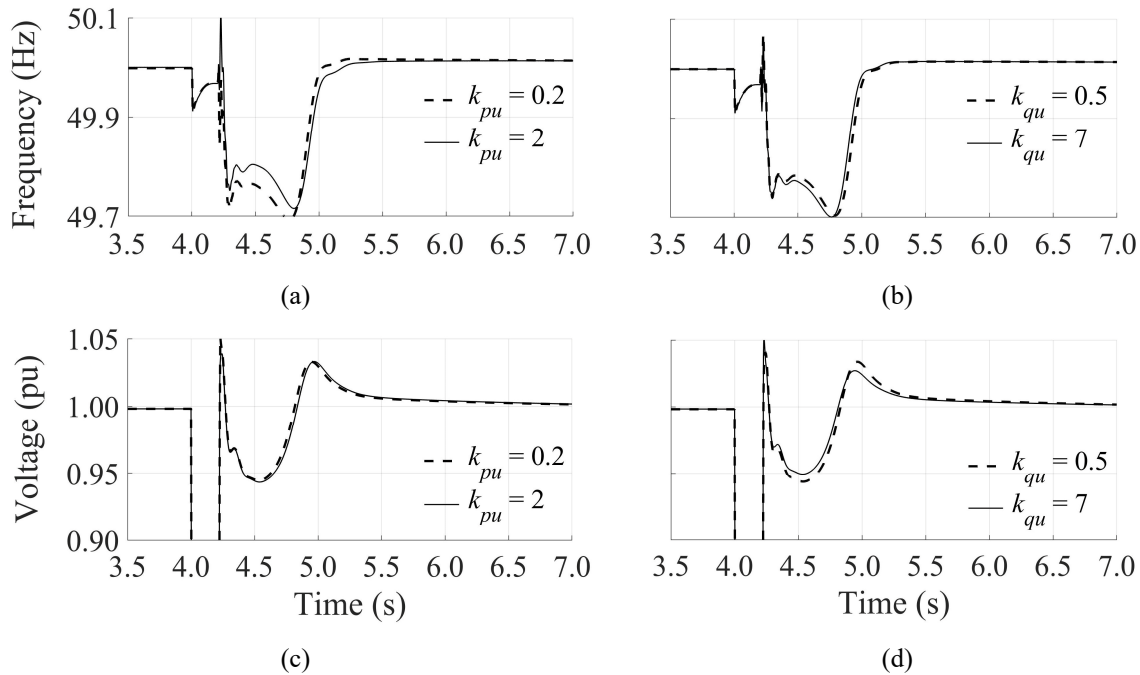 Frequency (Hz)
50.1
49.9
49.7
k_pu = 0.2
k_pu = 2
3.5 4.0 4.5 5.0 5.5 6.0 6.5 7.0
(a)
k_qu = 0.5
k_qu = 7
3.5 4.0 4.5 5.0 5.5 6.0 6.5 7.0
(b)
Voltage (pu)
1.05
1.00
0.95
0.90
k_pu = 0.2
k_pu = 2
3.5 4.0 4.5 5.0 5.5 6.0 6.5 7.0
Time (s)
(c)
k_qu = 0.5
k_qu = 7
3.5 4.0 4.5 5.0 5.5 6.0 6.5 7.0
Time (s)
(d)